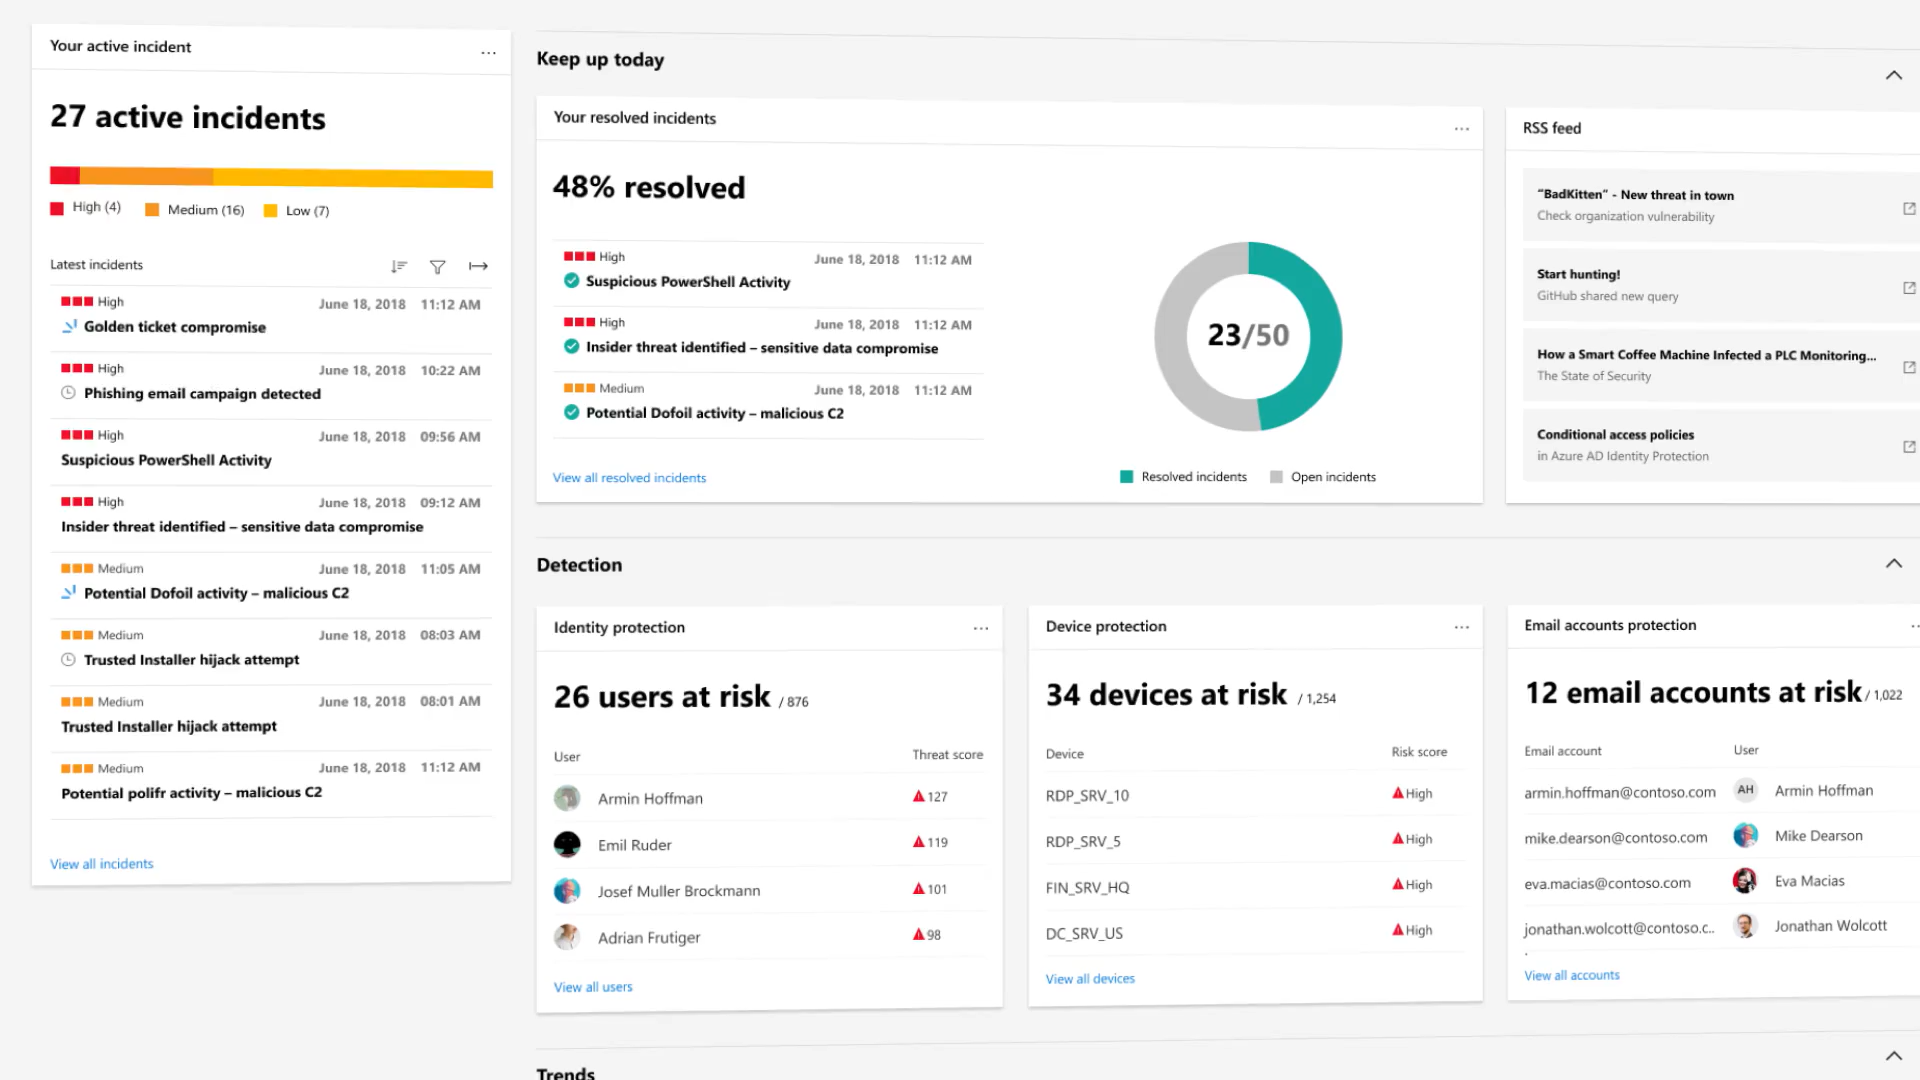 Your active incident
27 active incidents
High (4) Medium (16) Low (7)
Latest incidents
High June 18, 2018 11:12 AM
Golden ticket compromise
High June 18, 2018 10:22 AM
Phishing email campaign detected
High June 18, 2018 09:56 AM
Suspicious PowerShell Activity
High June 18, 2018 09:12 AM
Insider threat identified – sensitive data compromise
Medium June 18, 2018 11:05 AM
Potential Dofoil activity – malicious C2
Medium June 18, 2018 08:03 AM
Trusted Installer hijack attempt
Medium June 18, 2018 08:01 AM
Trusted Installer hijack attempt
Medium June 18, 2018 11:12 AM
Potential polifr activity – malicious C2
View all incidents
Keep up today
Your resolved incidents
48% resolved
High June 18, 2018 11:12 AM
Suspicious PowerShell Activity
High June 18, 2018 11:12 AM
Insider threat identified – sensitive data compromise
Medium June 18, 2018 11:12 AM
Potential Dofoil activity – malicious C2
View all resolved incidents
23/50
Resolved incidents Open incidents
RSS feed
“BadKitten” - New threat in town
Check organization vulnerability
Start hunting!
GitHub shared new query
How a Smart Coffee Machine Infected a PLC Monitoring...
The State of Security
Conditional access policies
in Azure AD Identity Protection
Detection
Identity protection
26 users at risk / 876
User Threat score
Armin Hoffman 127
Emil Ruder 119
Josef Muller Brockmann 101
Adrian Frutiger 98
View all users
Device protection
34 devices at risk / 1,254
Device Risk score
RDP_SRV_10 High
RDP_SRV_5 High
FIN_SRV_HQ High
DC_SRV_US High
View all devices
Email accounts protection
12 email accounts at risk / 1,022
Email account User
armin.hoffman@contoso.com AH Armin Hoffman
mike.dearson@contoso.com Mike Dearson
eva.macias@contoso.com Eva Macias
jonathan.wolcott@contoso.c.. Jonathan Wolcott
View all accounts
Trends